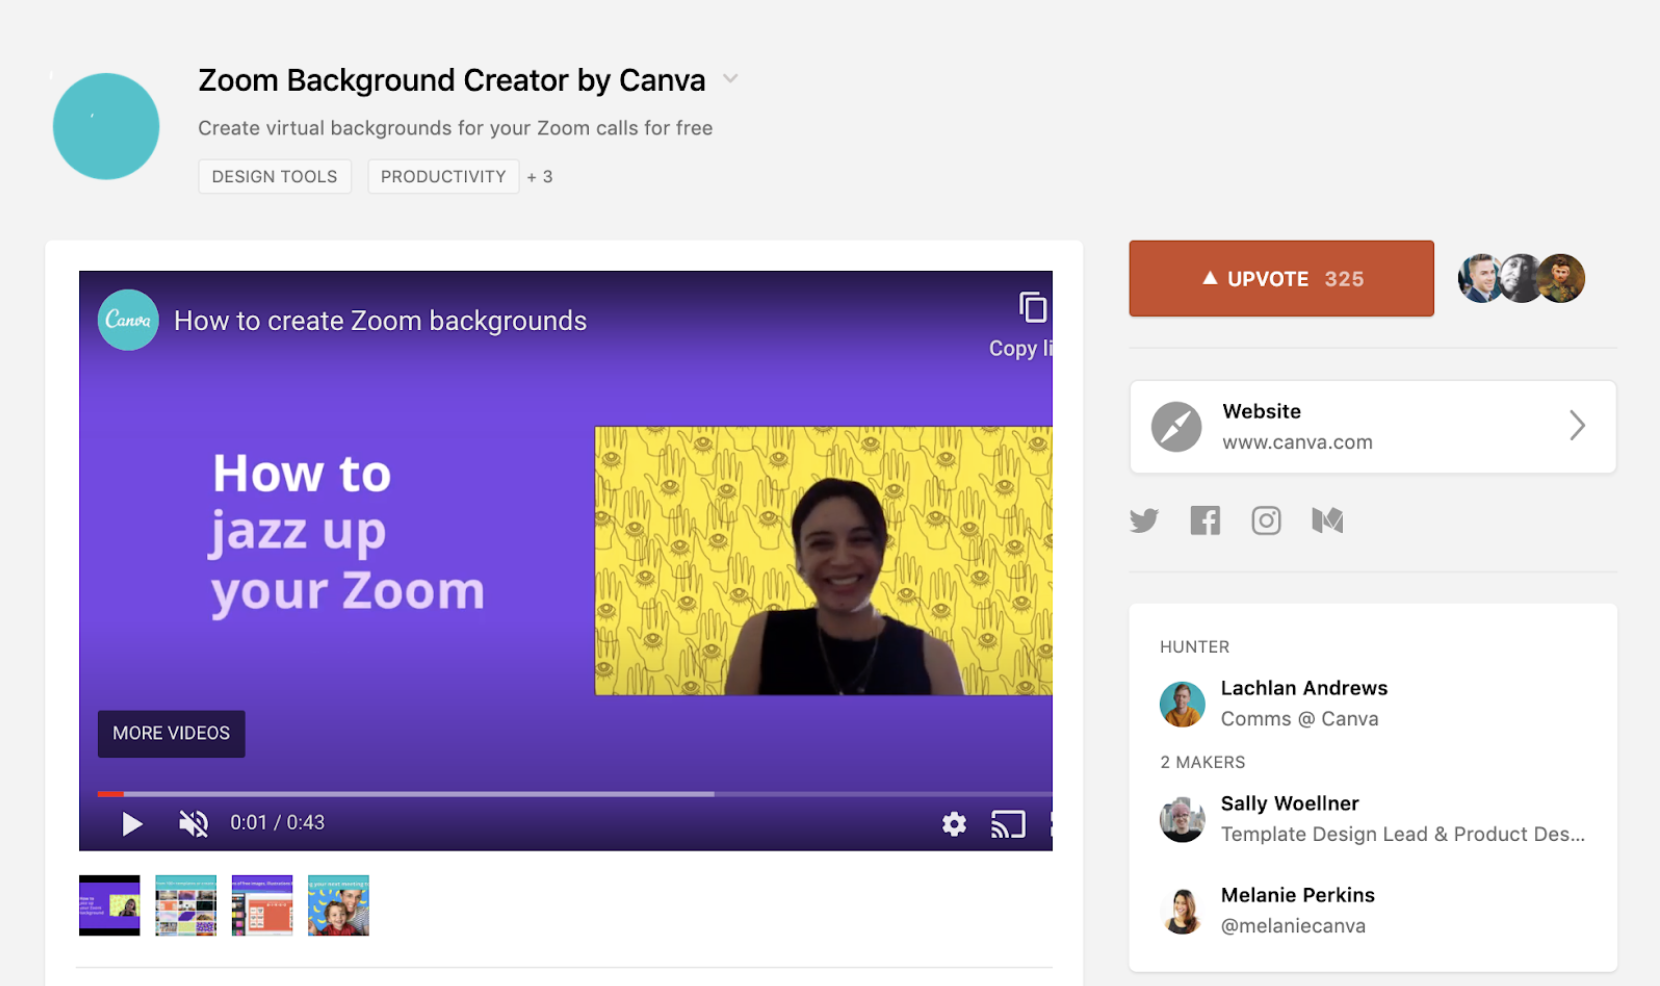 Zoom Background Creator by Canva
Create virtual backgrounds for your Zoom calls for free
DESIGN TOOLS
PRODUCTIVITY
+ 3
Canva
How to create Zoom backgrounds
Copy li
How to
jazz up
your Zoom
MORE VIDEOS
0:01 / 0:43
UPVOTE 325
Website
www.canva.com
HUNTER
Lachlan Andrews
Comms @ Canva
2 MAKERS
Sally Woellner
Template Design Lead & Product Des...
Melanie Perkins
@melaniecanva